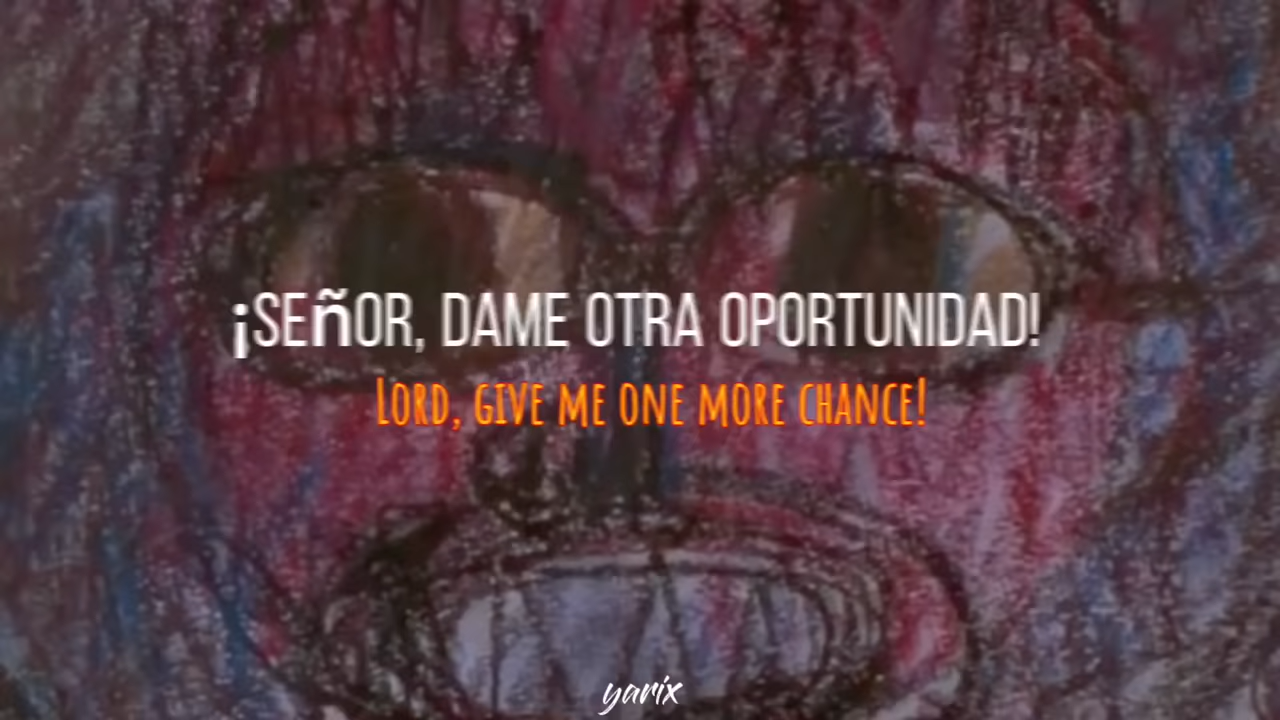 ¡SEñOR, DAME OTRA OPORTUNIDAD!
LORD, GIVE ME ONE MORE CHANCE!
yarix